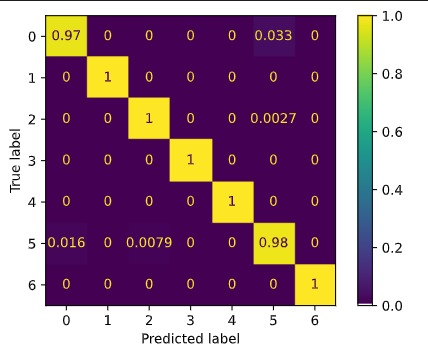 0 0.97 0 0 0 0 0.033 0
1 0 1 0 0 0 0 0
2 0 0 1 0 0 0.0027 0
3 0 0 0 1 0 0 0
4 0 0 0 0 1 0 0
5 0.016 0 0.0079 0 0 0.98 0
6 0 0 0 0 0 0 1
0 1 2 3 4 5 6
True label
Predicted label
1.0
0.8
0.6
0.4
0.2
0.0